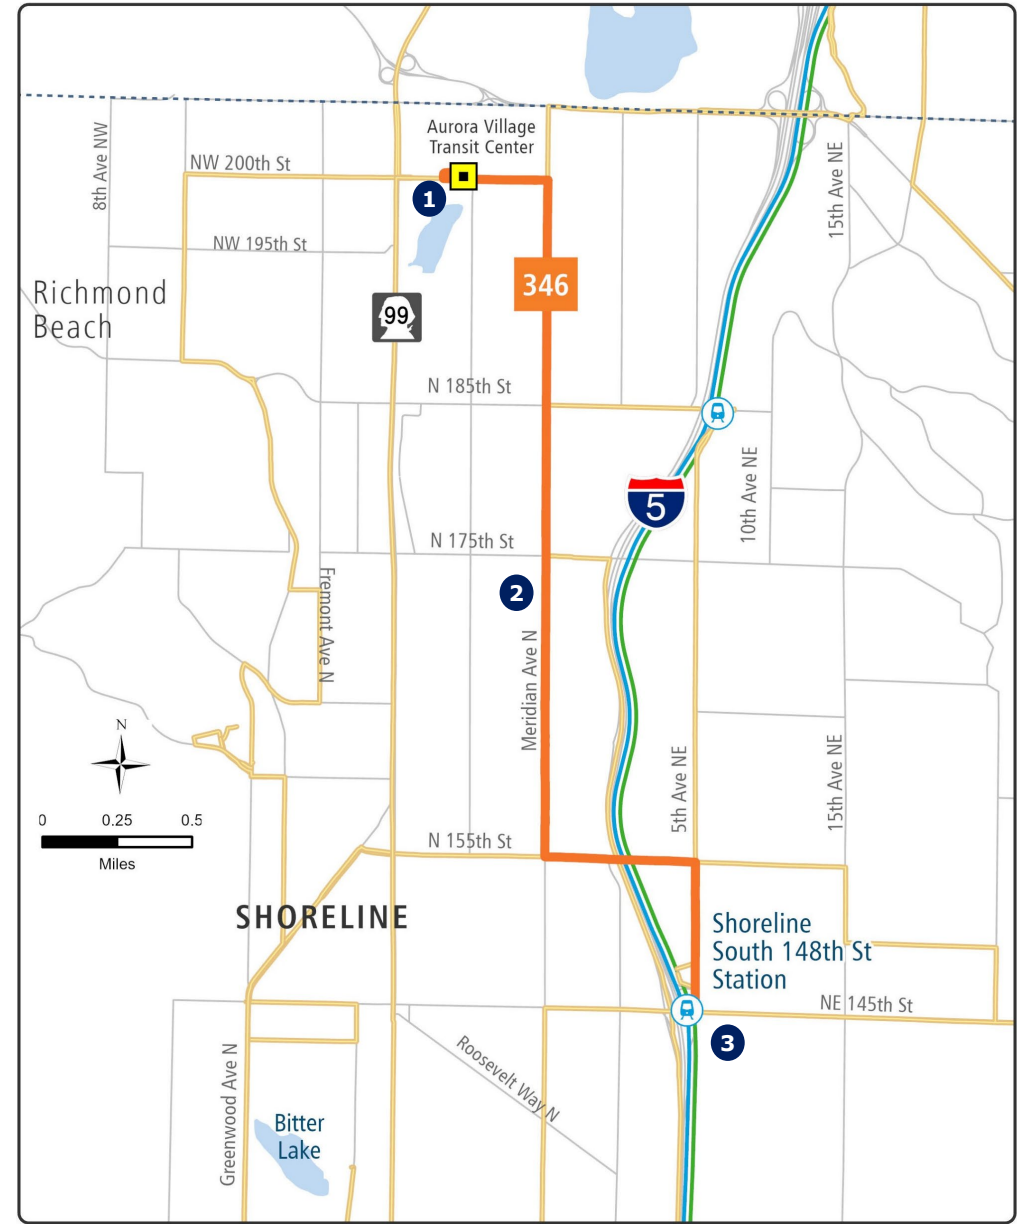 Aurora Village
Transit Center
8th Ave NW
NW 200th St
15th Ave NE
1
NW 195th St
Richmond
Beach
346
99
N 185th St
5
10th Ave NE
N 175th St
2
Fremont Ave N
Meridian Ave N
N
5th Ave NE
15th Ave NE
0 0.25 0.5
Miles
N 155th St
SHORELINE
Shoreline
South 148th St
Station
NE 145th St
3
Roosevelt Way N
Greenwood Ave N
Bitter
Lake